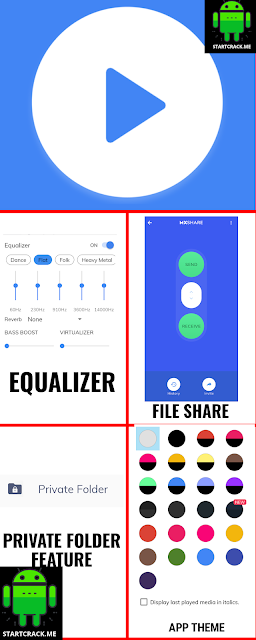 STARTCRACK.ME
Equalizer ON
Dance Flat Folk Heavy Metal
60Hz 230Hz 910Hz 3600Hz 14000Hz
Reverb None
BASS BOOST VIRTUALIZER
EQUALIZER
MXSHARE
SEND
RECEIVE
History Invite
FILE SHARE
Private Folder
PRIVATE FOLDER
FEATURE
STARTCRACK.ME
NEW
Display last played media in italics.
APP THEME